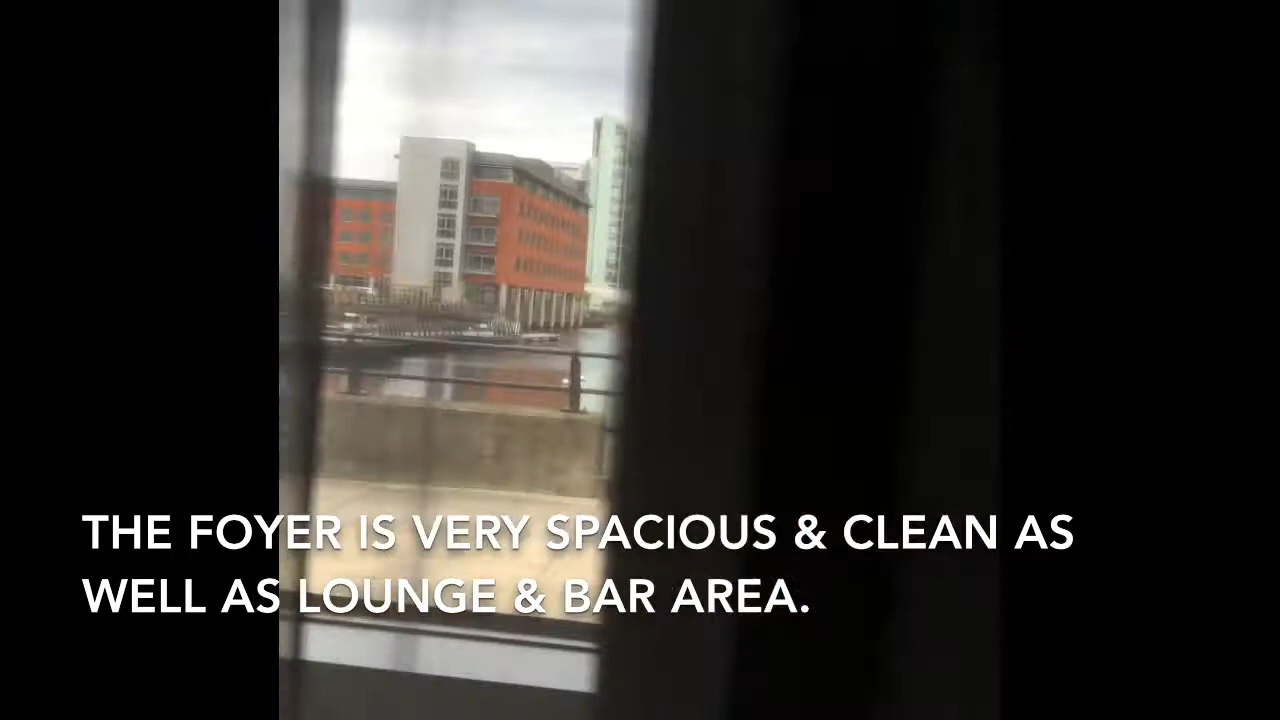 THE FOYER IS VERY SPACIOUS & CLEAN AS
WELL AS LOUNGE & BAR AREA.